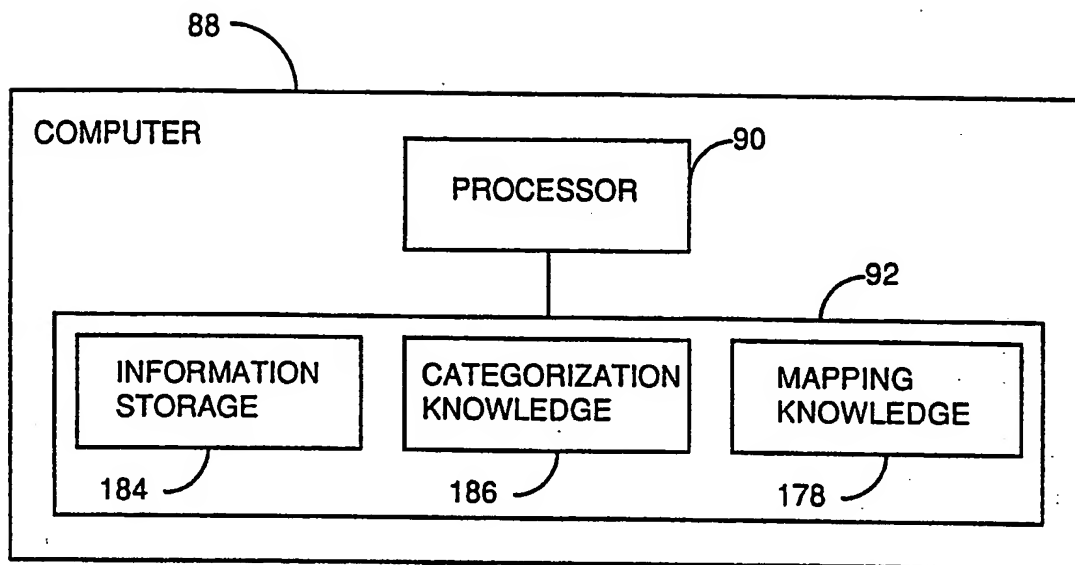 88
COMPUTER
90
PROCESSOR
92
INFORMATION
STORAGE
CATEGORIZATION
KNOWLEDGE
MAPPING
KNOWLEDGE
184
186
178